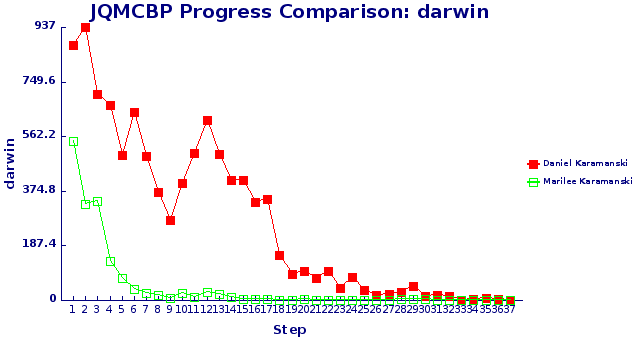 JQMCBP Progress Comparison: darwin
937
749.6
562.2
374.8
187.4
0
darwin
1 2 3 4 5 6 7 8 9 10 11 12 13 14 15 16 17 18 19 20 21 22 23 24 25 26 27 28 29 30 31 32 33 34 35 36 37
Step
Daniel Karamanski
Marilee Karamanski